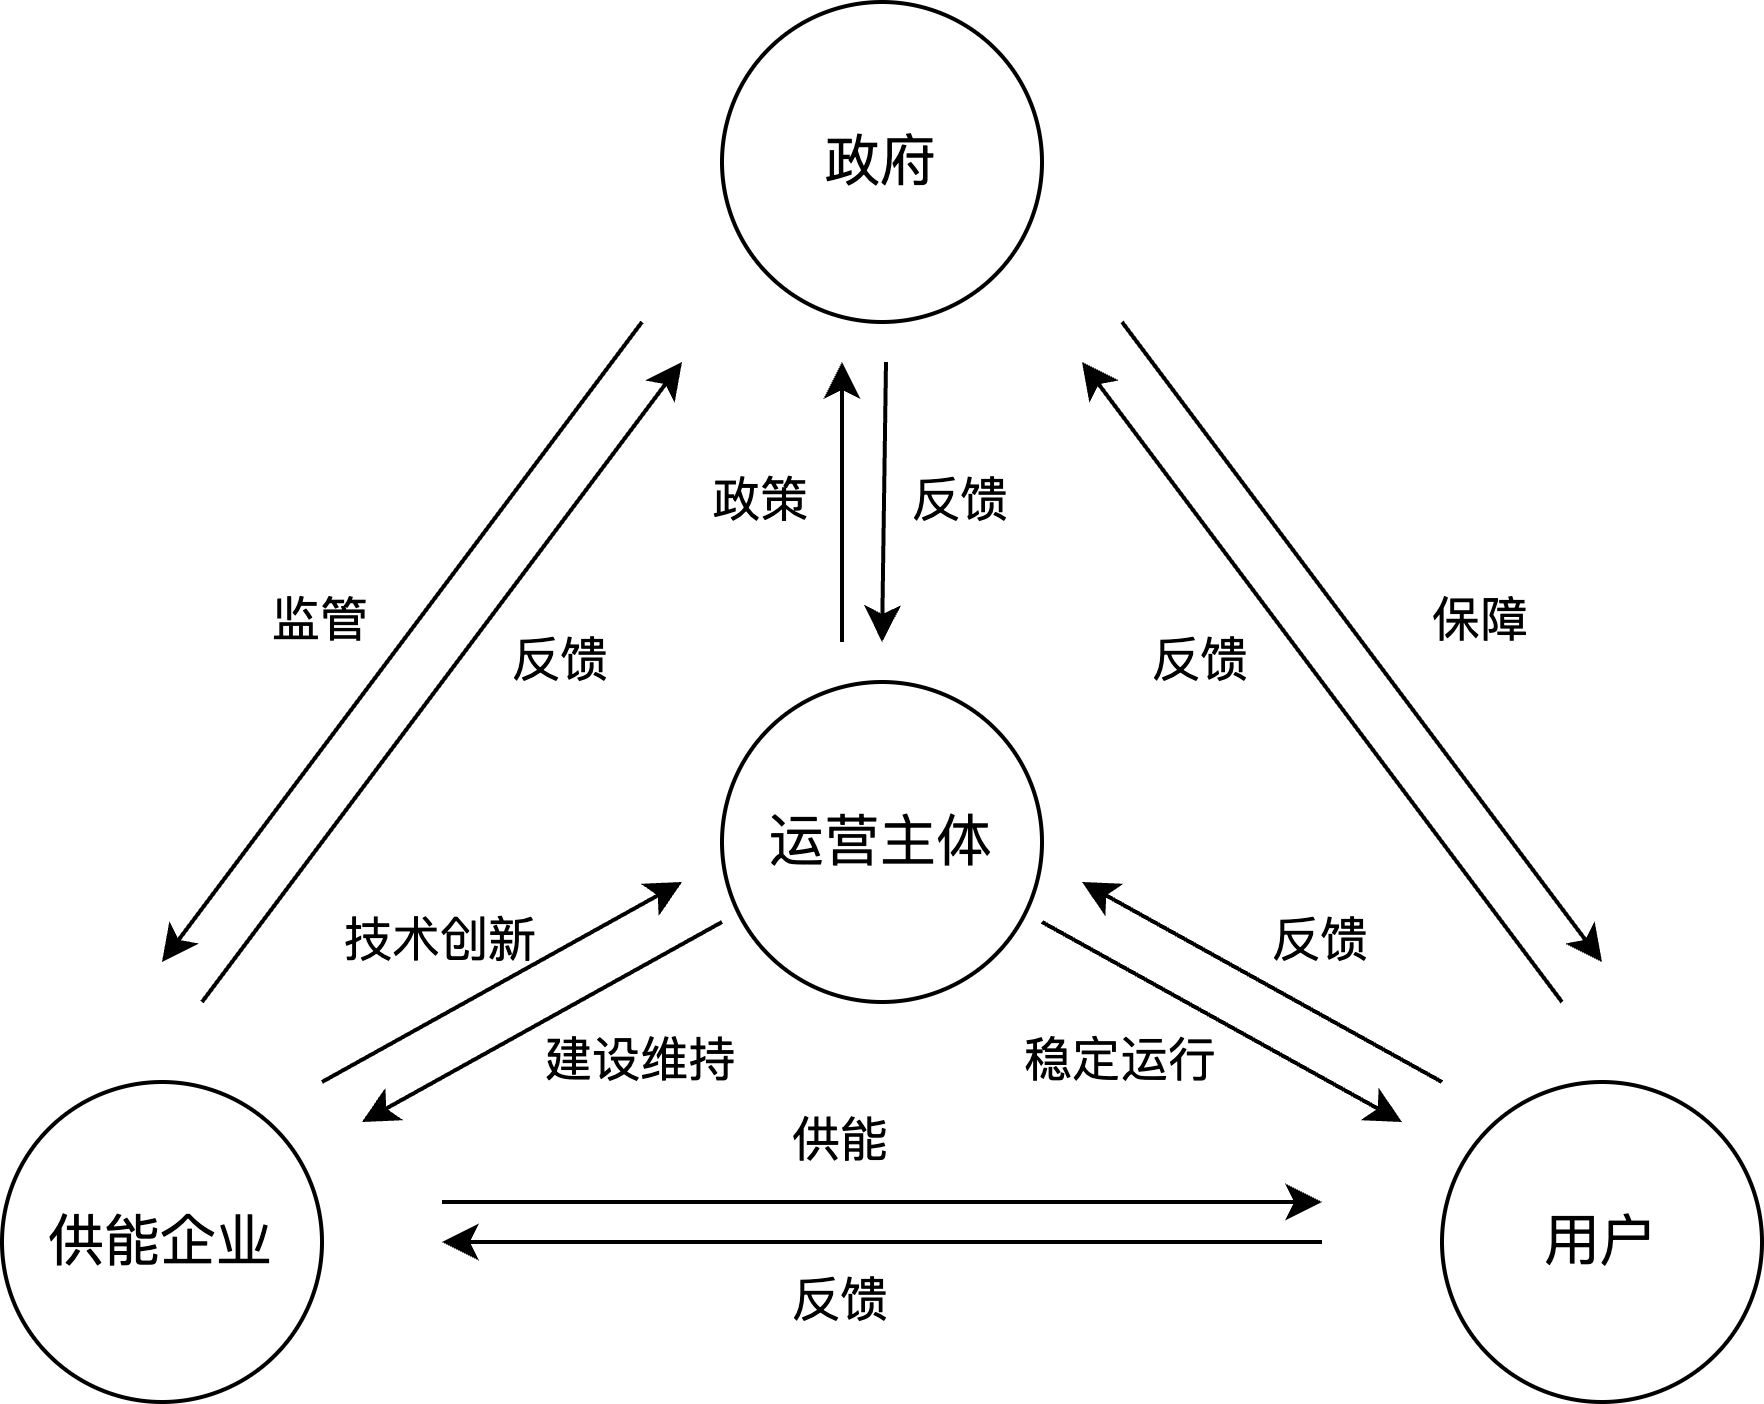 政府
政策
反馈
监管
保障
反馈
反馈
运营主体
技术创新
反馈
建设维持
稳定运行
供能
供能企业
用户
反馈